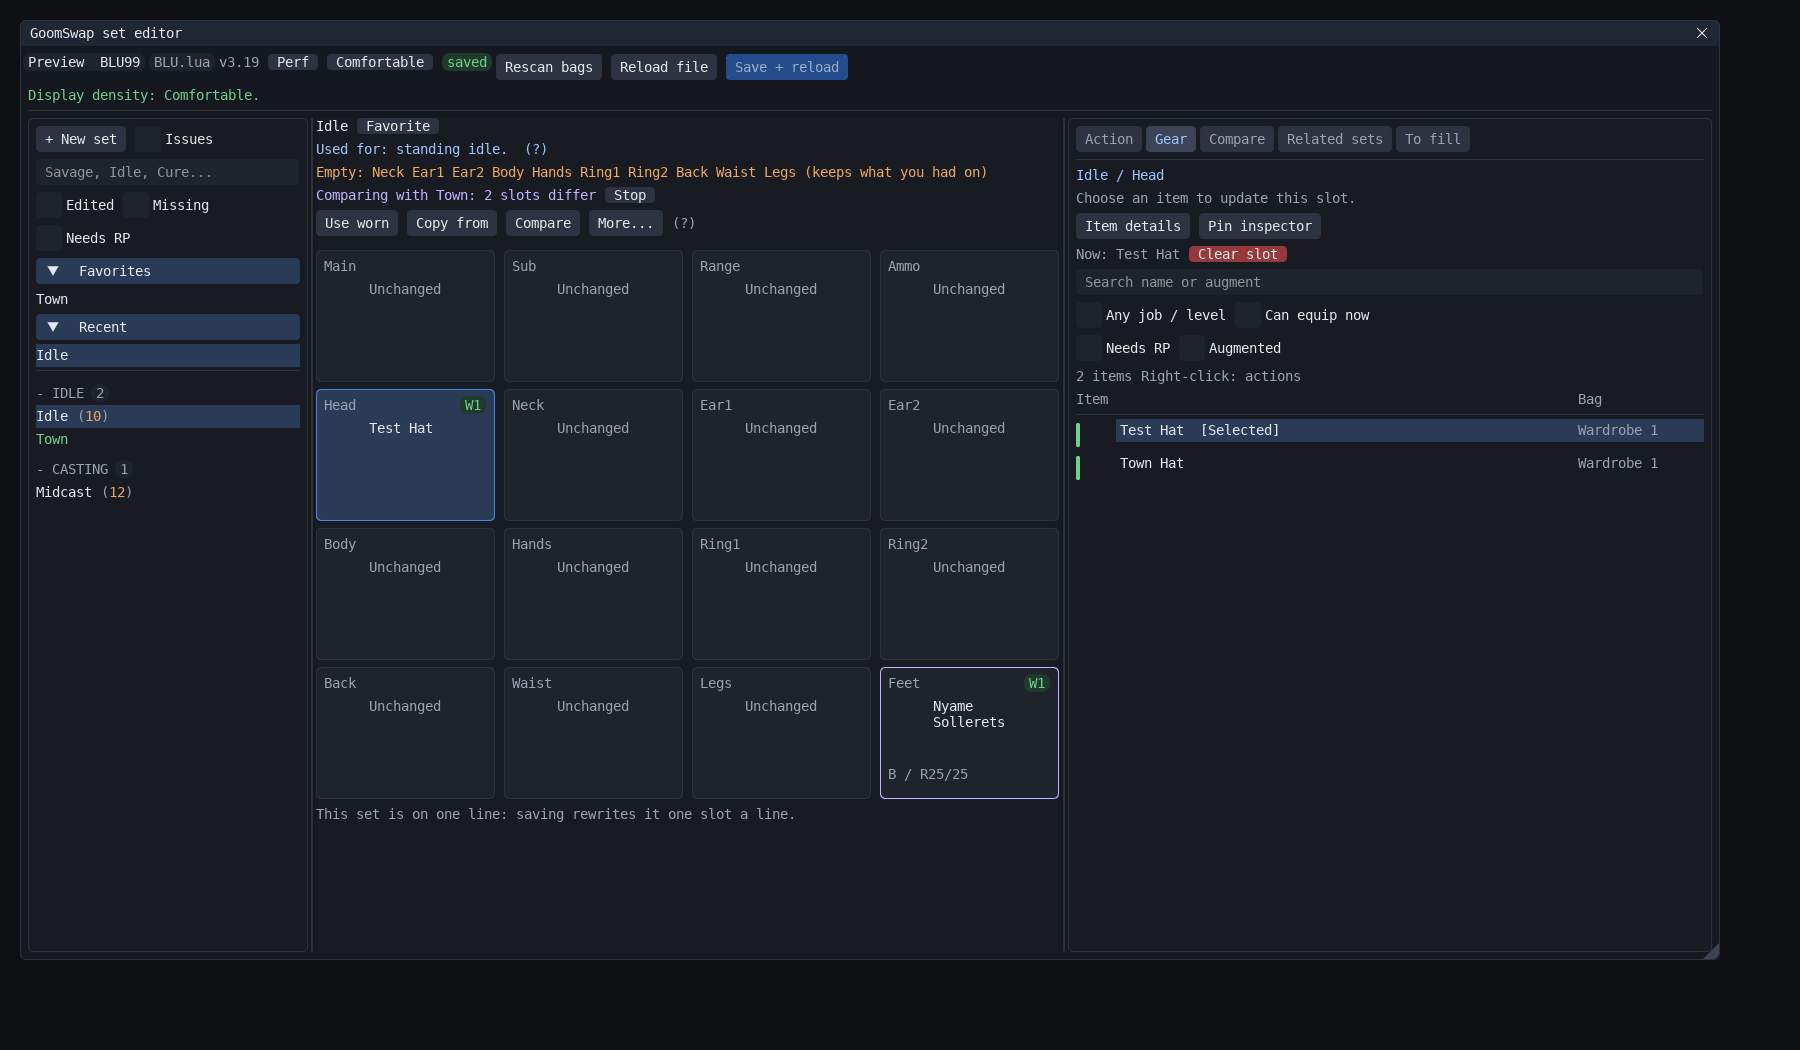 GoomSwap set editor
Preview BLU99 BLU.lua v3.19 Perf Comfortable saved Rescan bags Reload file Save + reload
Display density: Comfortable.
+ New set Issues
Savage, Idle, Cure...
Edited Missing
Needs RP
Favorites
Town
Recent
Idle
- IDLE 2
Idle (10)
Town
- CASTING 1
Midcast (12)
Idle Favorite
Used for: standing idle. (?)
Empty: Neck Ear1 Ear2 Body Hands Ring1 Ring2 Back Waist Legs (keeps what you had on)
Comparing with Town: 2 slots differ Stop
Use worn Copy from Compare More... (?)
Main Sub Range Ammo
Unchanged Unchanged Unchanged Unchanged
Head W1 Neck Ear1 Ear2
Test Hat Unchanged Unchanged Unchanged
Body Hands Ring1 Ring2
Unchanged Unchanged Unchanged Unchanged
Back Waist Legs Feet W1
Unchanged Unchanged Unchanged Nyame
Sollerets
B / R25/25
This set is on one line: saving rewrites it one slot a line.
Action Gear Compare Related sets To fill
Idle / Head
Choose an item to update this slot.
Item details Pin inspector
Now: Test Hat Clear slot
Search name or augment
Any job / level Can equip now
Needs RP Augmented
2 items Right-click: actions
Item Bag
Test Hat [Selected] Wardrobe 1
Town Hat Wardrobe 1